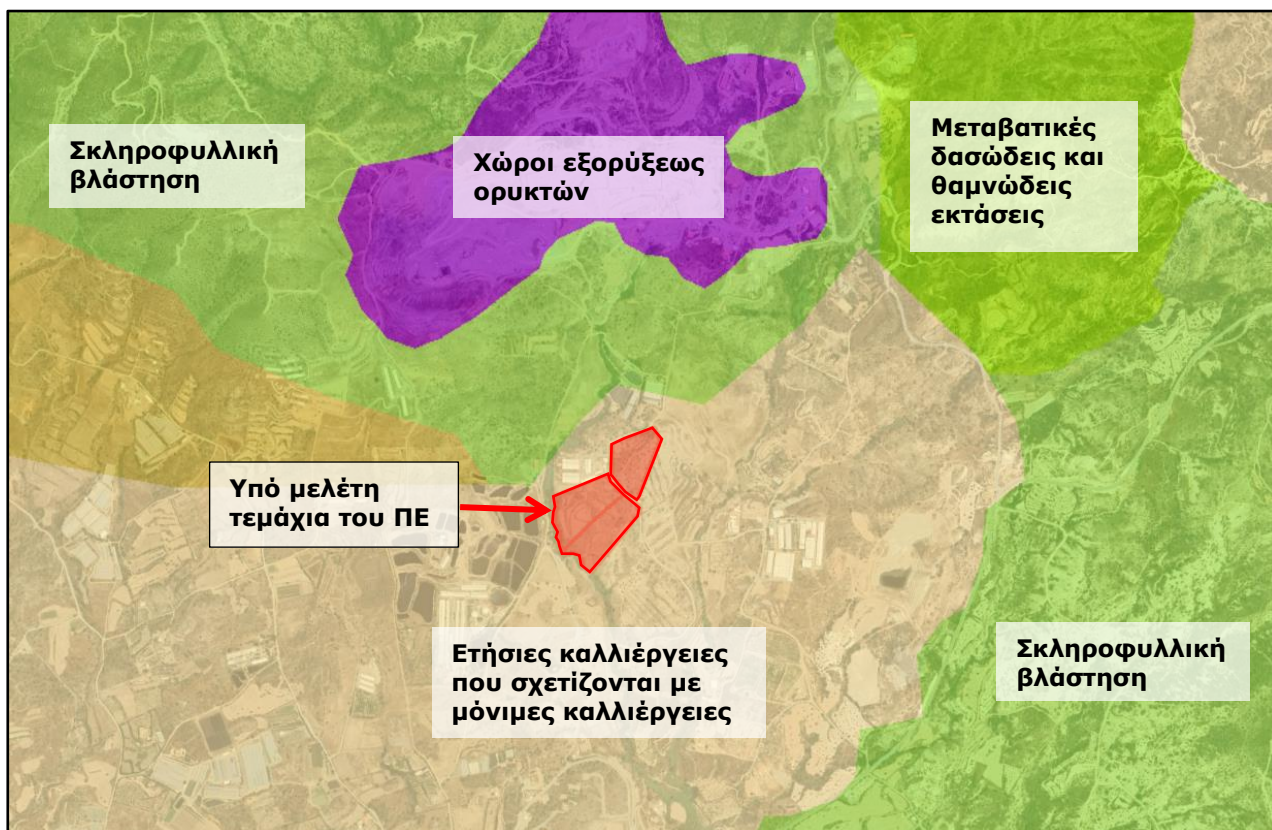 Σκληροφυλλική
βλάστηση
Χώροι εξορύξεως
ορυκτών
Μεταβατικές
δασώδεις και
θαμνώδεις
εκτάσεις
Υπό μελέτη
τεμάχια του ΠΕ
Ετήσιες καλλιέργειες
που σχετίζονται με
μόνιμες καλλιέργειες
Σκληροφυλλική
βλάστηση